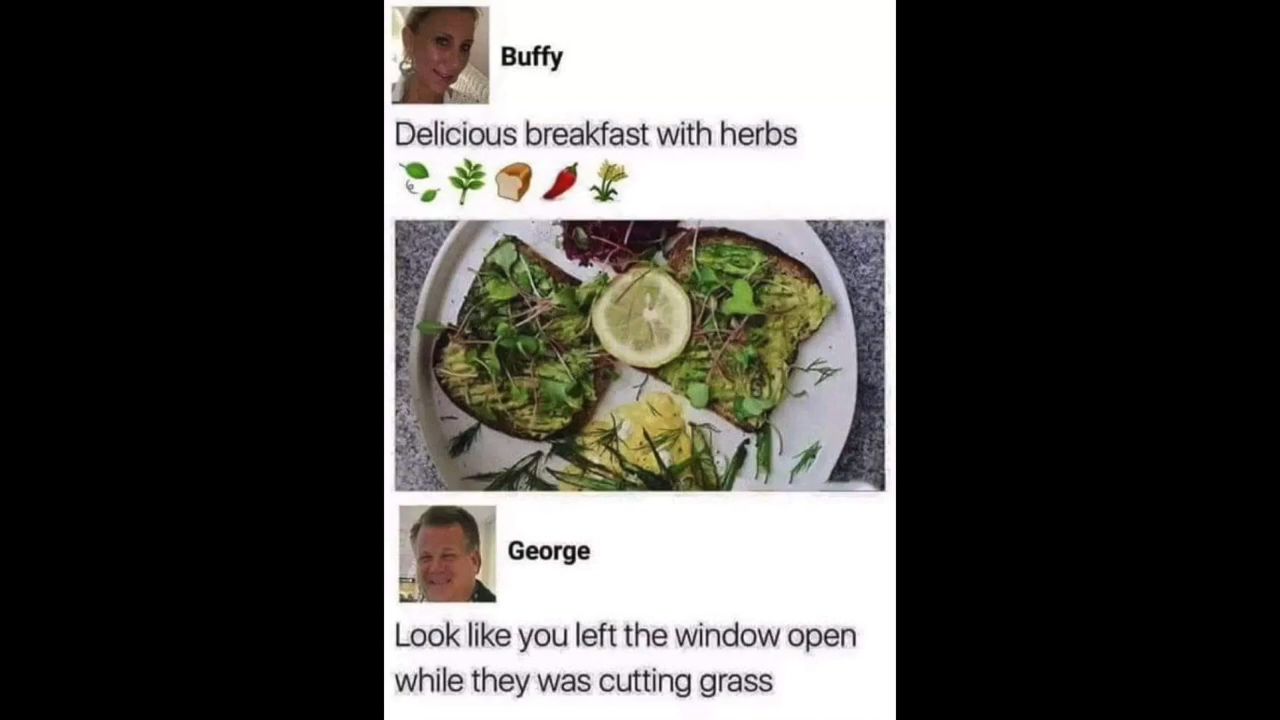 Buffy
Delicious breakfast with herbs
George
Look like you left the window open
while they was cutting grass